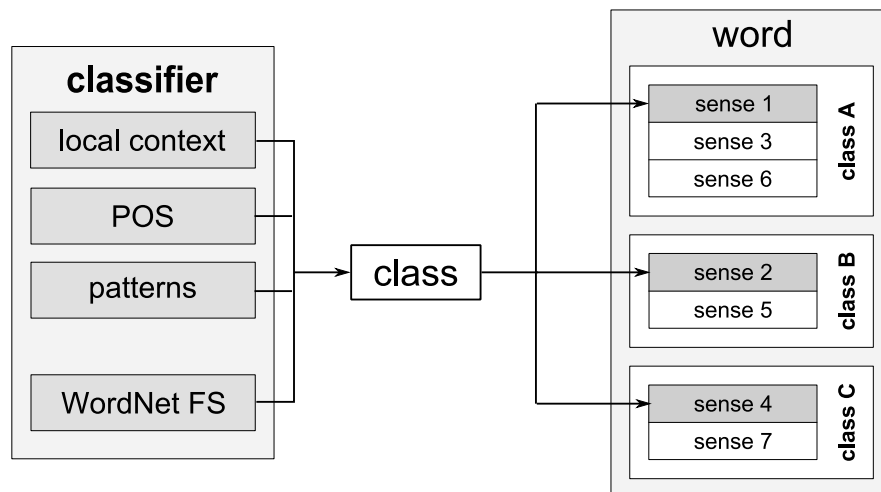 classifier
local context
POS
patterns
WordNet FS
class
word
sense 1
sense 3
sense 6
class A
sense 2
sense 5
class B
sense 4
sense 7
class C